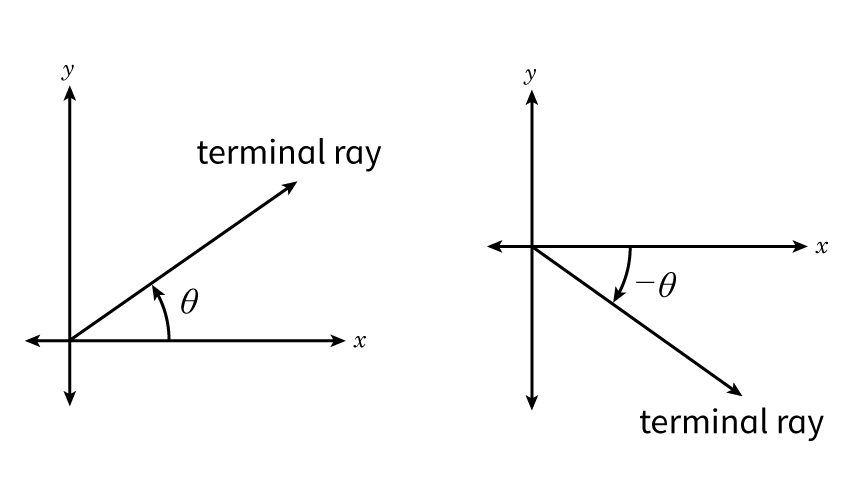 y
terminal ray
θ
x
y
x
−θ
terminal ray